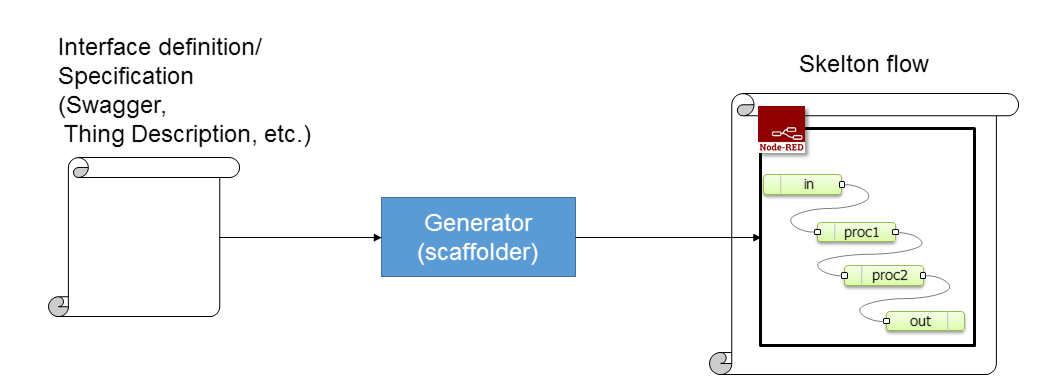 Interface definition/
Specification
(Swagger,
Thing Description, etc.)
Generator
(scaffolder)
Skelton flow
Node-RED
in
proc1
proc2
out